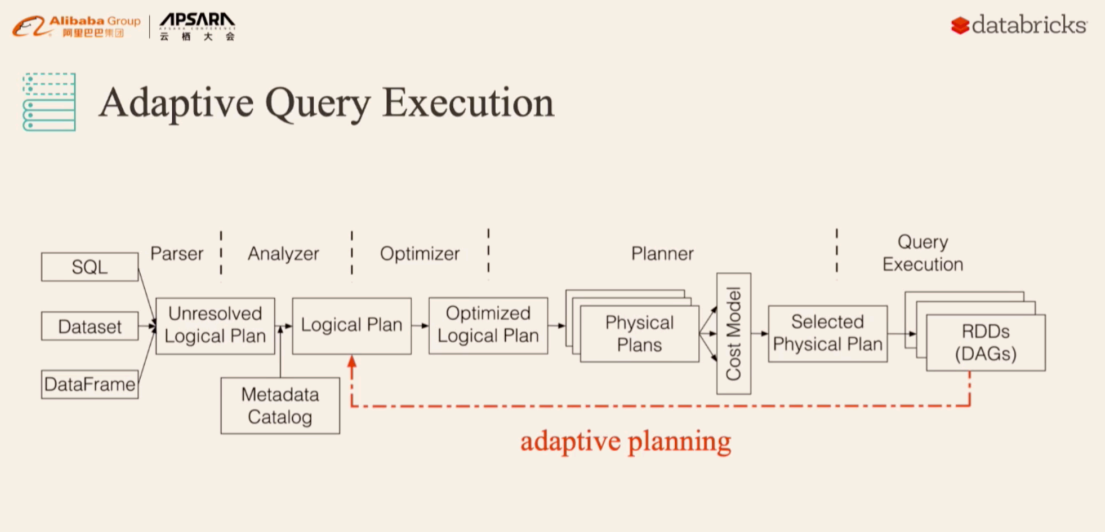 Alibaba Group
阿里巴巴集团
APSARA
云栖大会
databricks
Adaptive Query Execution
Parser
Analyzer
Optimizer
Planner
Query
Execution
SQL
Dataset
DataFrame
Unresolved
Logical Plan
Metadata
Catalog
Logical Plan
Optimized
Logical Plan
Physical
Plans
Cost Model
Selected
Physical Plan
RDDs
(DAGs)
adaptive planning